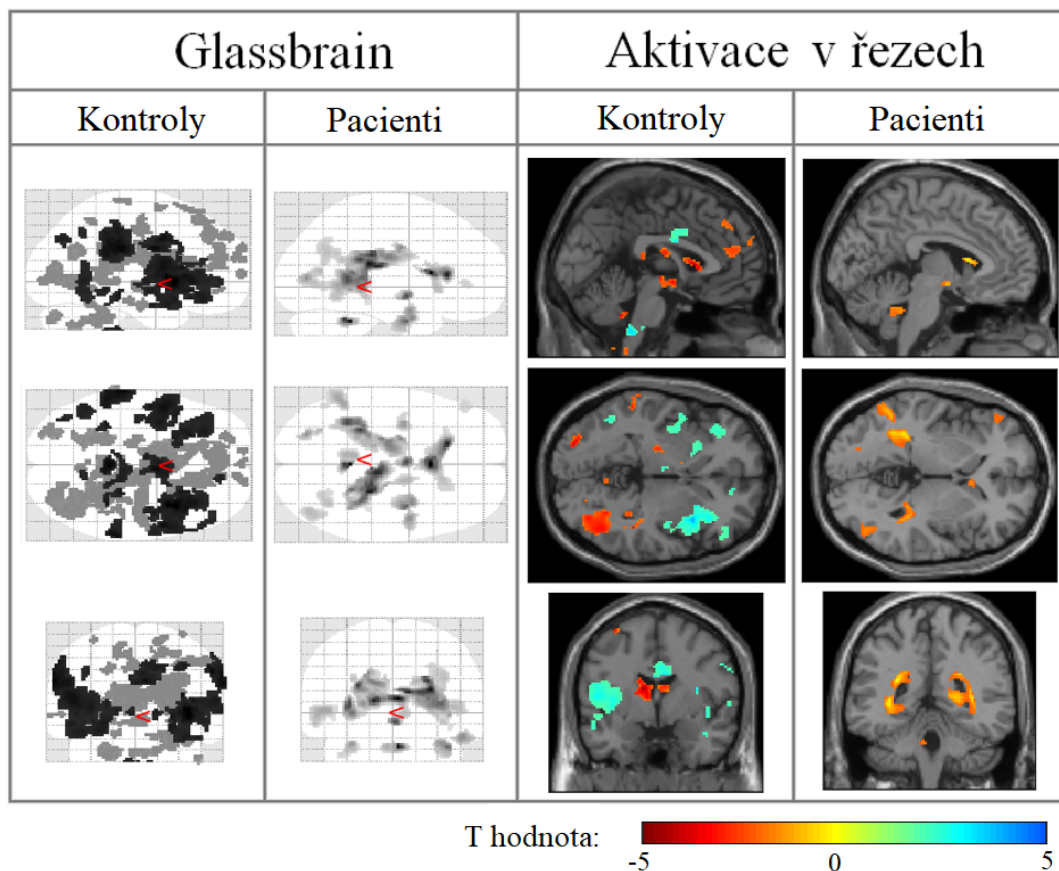 Glassbrain
Aktivace v řezech
Kontroly
Pacienti
Kontroly
Pacienti
T hodnota:
-5
0
5